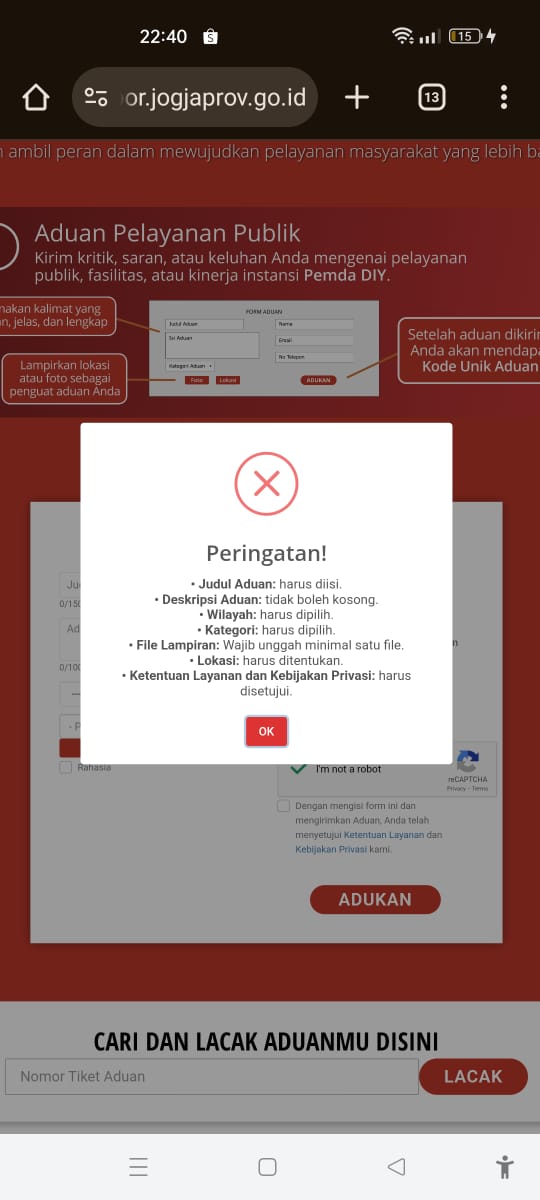 22:40
15
or.jogjaprov.go.id
13
ambil peran dalam mewujudkan pelayanan masyarakat yang lebih
Aduan Pelayanan Publik
Kirim kritik, saran, atau keluhan Anda mengenai pelayanan
publik, fasilitas, atau kinerja instansi Pemda DIY.
nakan kalimat yang
n, jelas, dan lengkap
Lampirkan lokasi
atau foto sebagai
penguat aduan Anda
FORM ADUAN
Judul Aduan
Isi Aduan
Kategori Aduan
Foto
Lokasi
Nama
Email
No Telepon
ADUKAN
Setelah aduan dikiri
Anda akan mendapa
Kode Unik Aduan
Peringatan!
• Judul Aduan: harus diisi.
• Deskripsi Aduan: tidak boleh kosong.
• Wilayah: harus dipilih.
• Kategori: harus dipilih.
• File Lampiran: Wajib unggah minimal satu file.
• Lokasi: harus ditentukan.
• Ketentuan Layanan dan Kebijakan Privasi: harus
disetujui.
OK
Ju
0/150
Ad
0/100
- P
Rahasia
n
I'm not a robot
reCAPTCHA
Privacy - Terms
Dengan mengisi form ini dan
mengirimkan Aduan, Anda telah
menyetujui Ketentuan Layanan dan
Kebijakan Privasi kami.
ADUKAN
CARI DAN LACAK ADUANMU DISINI
Nomor Tiket Aduan
LACAK